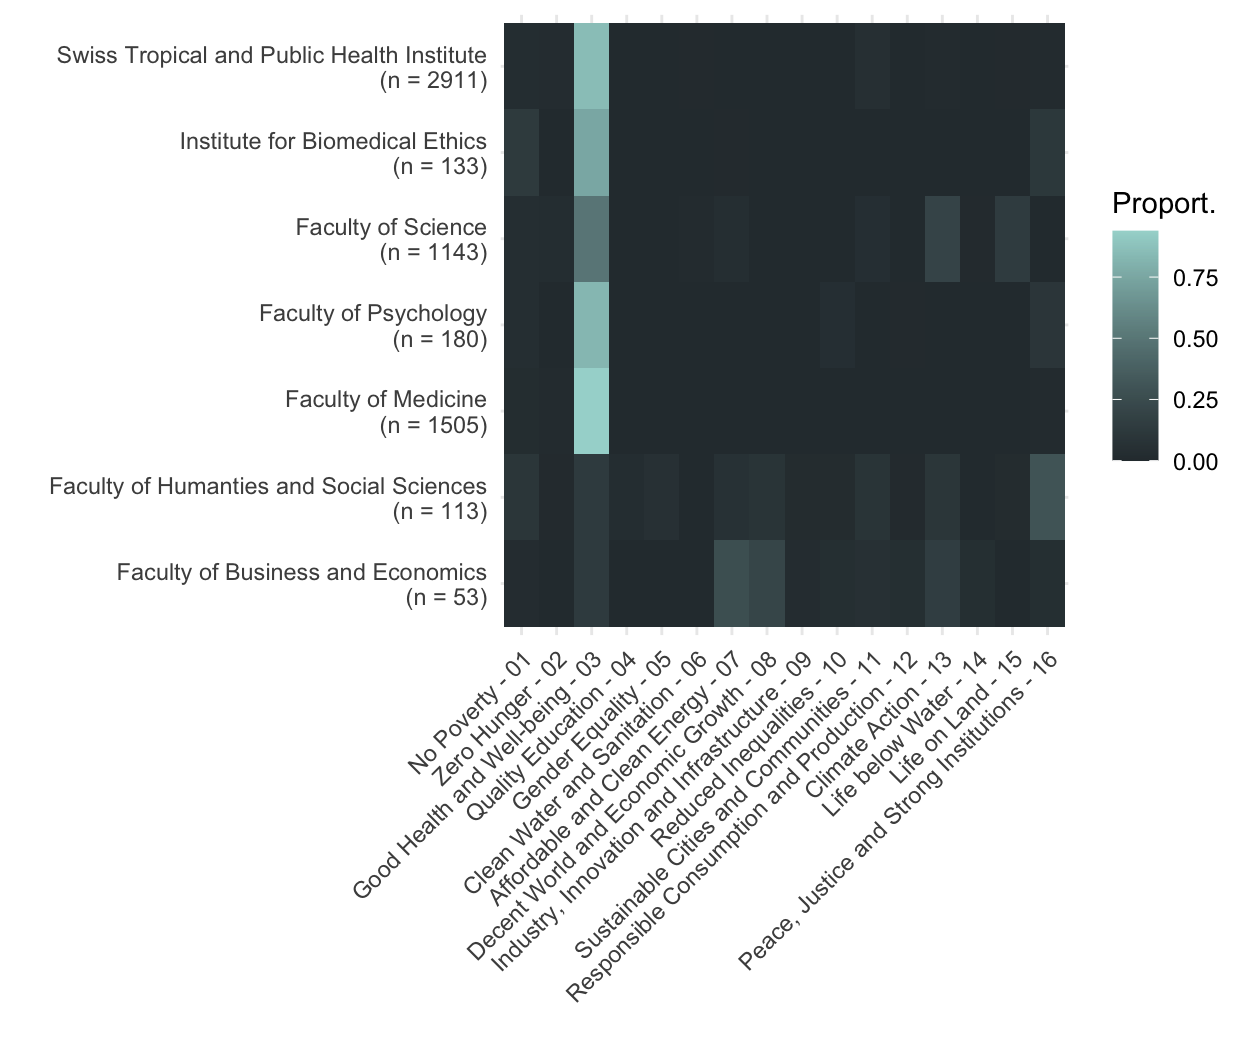 Swiss Tropical and Public Health Institute
(n = 2911)
Institute for Biomedical Ethics
(n = 133)
Faculty of Science
(n = 1143)
Faculty of Psychology
(n = 180)
Faculty of Medicine
(n = 1505)
Faculty of Humanties and Social Sciences
(n = 113)
Faculty of Business and Economics
(n = 53)
Proport.
0.75
0.50
0.25
0.00
No Poverty - 01
Zero Hunger - 02
Good Health and Well-being - 03
Quality Education - 04
Gender Equality - 05
Clean Water and Sanitation - 06
Affordable and Clean Energy - 07
Decent World and Economic Growth - 08
Industry, Innovation and Infrastructure - 09
Reduced Inequalities - 10
Sustainable Cities and Communities - 11
Responsible Consumption and Production - 12
Climate Action - 13
Life below Water - 14
Life on Land - 15
Peace, Justice and Strong Institutions - 16